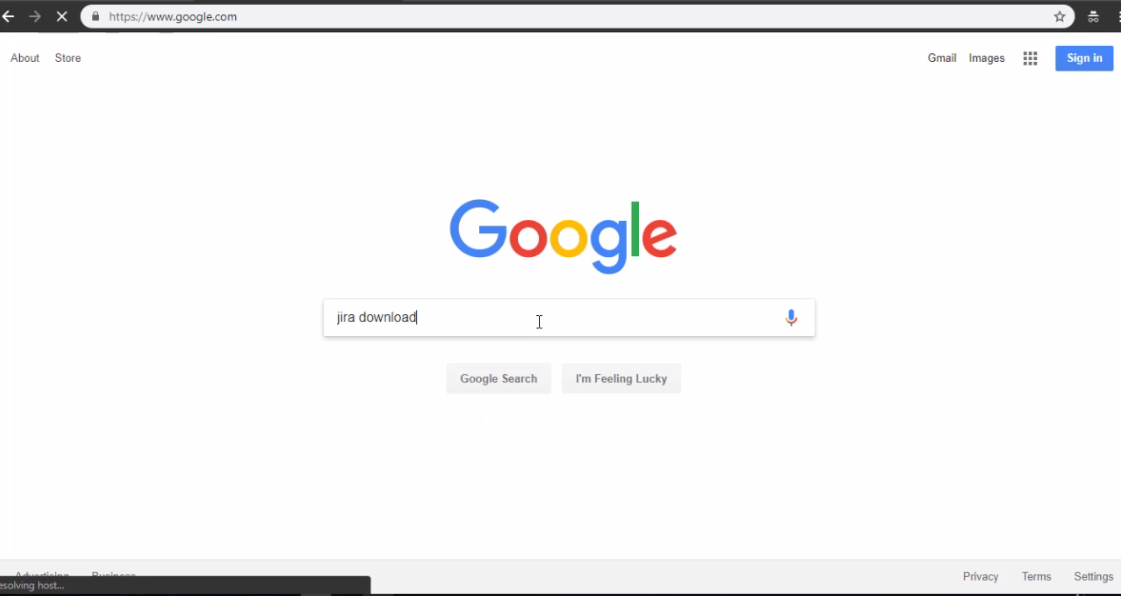 https://www.google.com
About Store Gmail Images Sign in
Google
jira download
Google Search I'm Feeling Lucky
Privacy Terms Settings
esolving host...